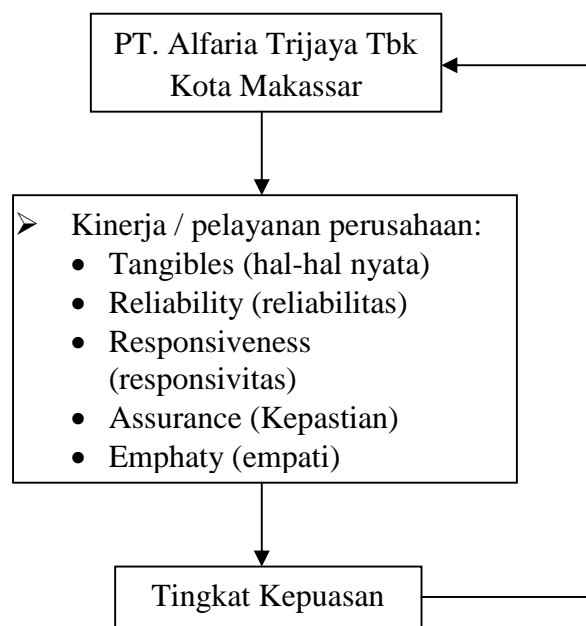 PT. Alfaria Trijaya Tbk
Kota Makassar
➢ Kinerja / pelayanan perusahaan:
• Tangibles (hal-hal nyata)
• Reliability (reliabilitas)
• Responsiveness
(responsivitas)
• Assurance (Kepastian)
• Emphaty (empati)
Tingkat Kepuasan